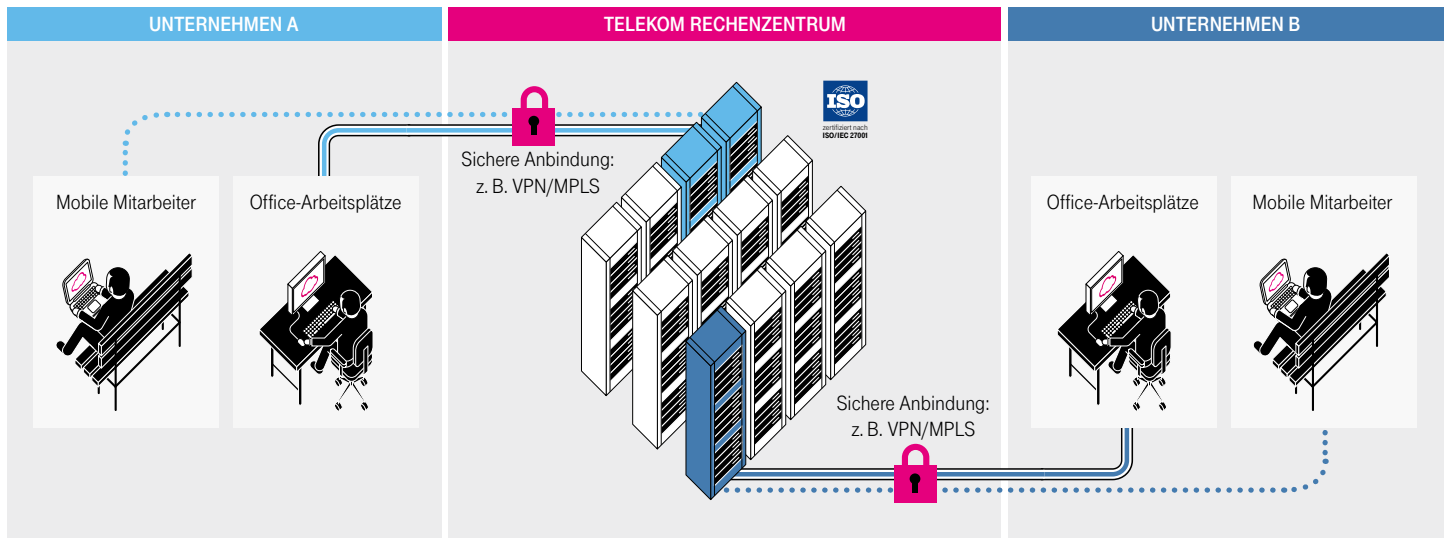 UNTERNEHMEN A
TELEKOM RECHENZENTRUM
UNTERNEHMEN B
ISO
zertifiziert nach
ISO/IEC 27001
Sichere Anbindung:
z. B. VPN/MPLS
Mobile Mitarbeiter
Office-Arbeitsplätze
Office-Arbeitsplätze
Mobile Mitarbeiter
Sichere Anbindung:
z. B. VPN/MPLS